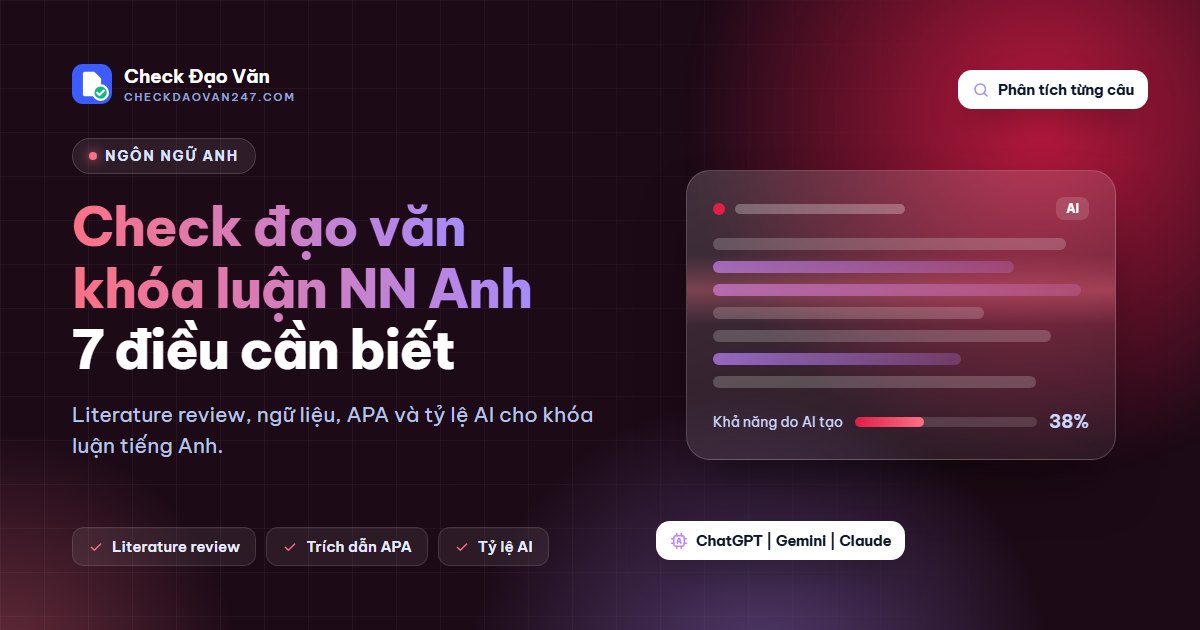 Check Đạo Văn
CHECKDAOVAN247.COM
Phân tích từng câu
NGÔN NGỮ ANH
Check đạo văn
khóa luận NN Anh
7 điều cần biết
Literature review, ngữ liệu, APA và tỷ lệ AI cho khóa
luận tiếng Anh.
AI
Khả năng do AI tạo
38%
Literature review
Trích dẫn APA
Tỷ lệ AI
ChatGPT | Gemini | Claude